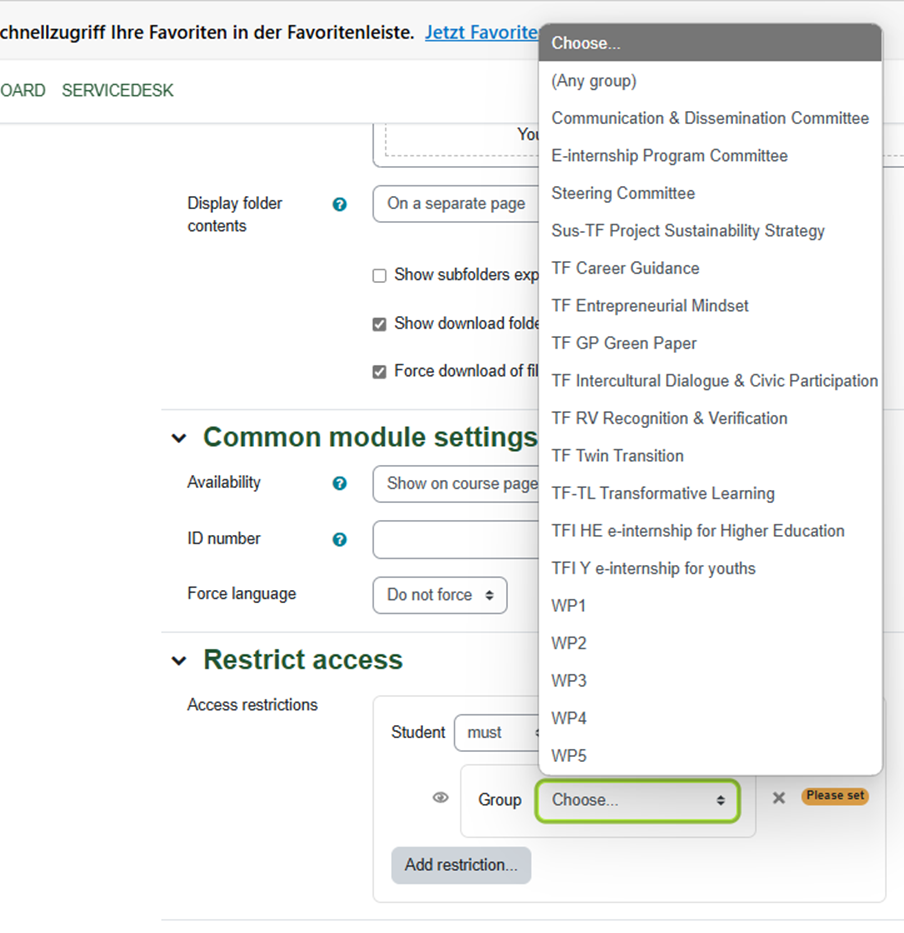 chnellzugriff Ihre Favoriten in der Favoritenleiste. Jetzt Favorite
OARD SERVICEDESK
You
Display folder contents
On a separate page
Show subfolders exp
Show download folde
Force download of fil
Common module settings
Availability
Show on course page
ID number
Force language
Do not force
Restrict access
Access restrictions
Student must
Group Choose... Please set
Add restriction...
Choose...
(Any group)
Communication & Dissemination Committee
E-internship Program Committee
Steering Committee
Sus-TF Project Sustainability Strategy
TF Career Guidance
TF Entrepreneurial Mindset
TF GP Green Paper
TF Intercultural Dialogue & Civic Participation
TF RV Recognition & Verification
TF Twin Transition
TF-TL Transformative Learning
TFI HE e-internship for Higher Education
TFI Y e-internship for youths
WP1
WP2
WP3
WP4
WP5